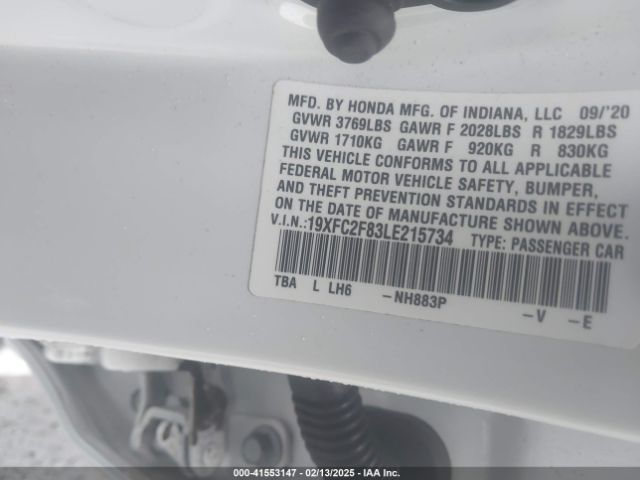 MFD. BY HONDA MFG. OF INDIANA, LLC 09/'20
GVWR 3769LBS GAWR F 2028LBS R 1829LBS
GVWR 1710KG GAWR F 920KG R 830KG
THIS VEHICLE CONFORMS TO ALL APPLICABLE
FEDERAL MOTOR VEHICLE SAFETY, BUMPER,
AND THEFT PREVENTION STANDARDS IN EFFECT
ON THE DATE OF MANUFACTURE SHOWN ABOVE.
V.I.N.:19XFC2F83LE215734 TYPE: PASSENGER CAR
TBA L LH6 -NH883P -V -E
000-41553147 - 02/13/2025 - IAA Inc.